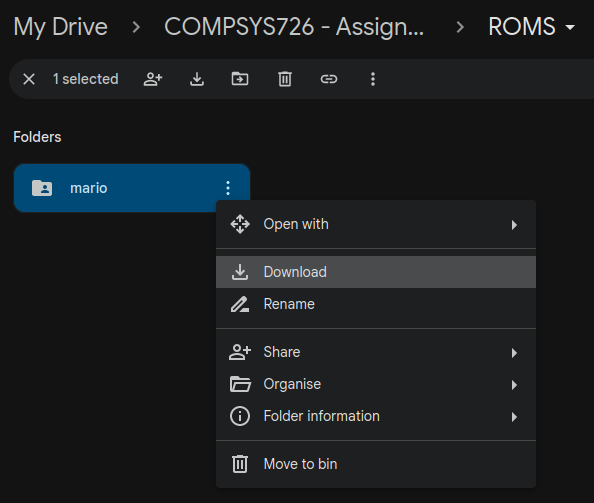 My Drive > COMPSYS726 - Assign... > ROMS
1 selected
Folders
mario
Open with
Download
Rename
Share
Organise
Folder information
Move to bin